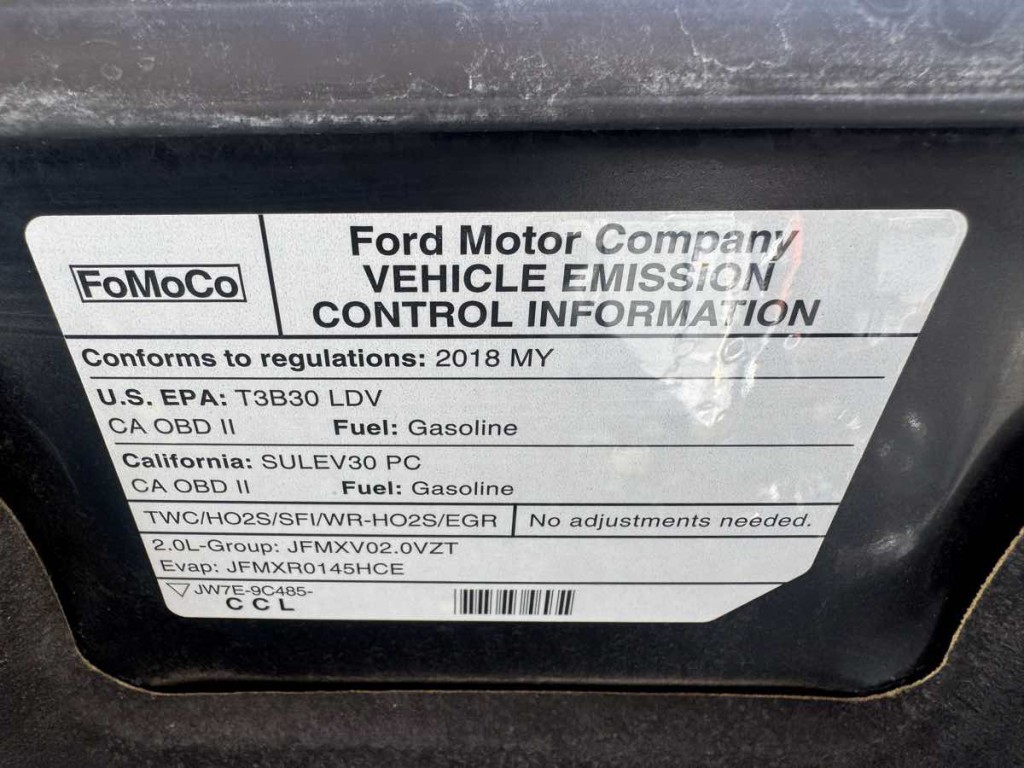 FoMoCo
Ford Motor Company
VEHICLE EMISSION
CONTROL INFORMATION
Conforms to regulations: 2018 MY
U.S. EPA: T3B30 LDV
CA OBD II Fuel: Gasoline
California: SULEV30 PC
CA OBD II Fuel: Gasoline
TWC/HO2S/SFI/WR-HO2S/EGR No adjustments needed.
2.0L-Group: JFMXV02.0VZT
Evap: JFMXR0145HCE
JW7E-9C485-
CCL